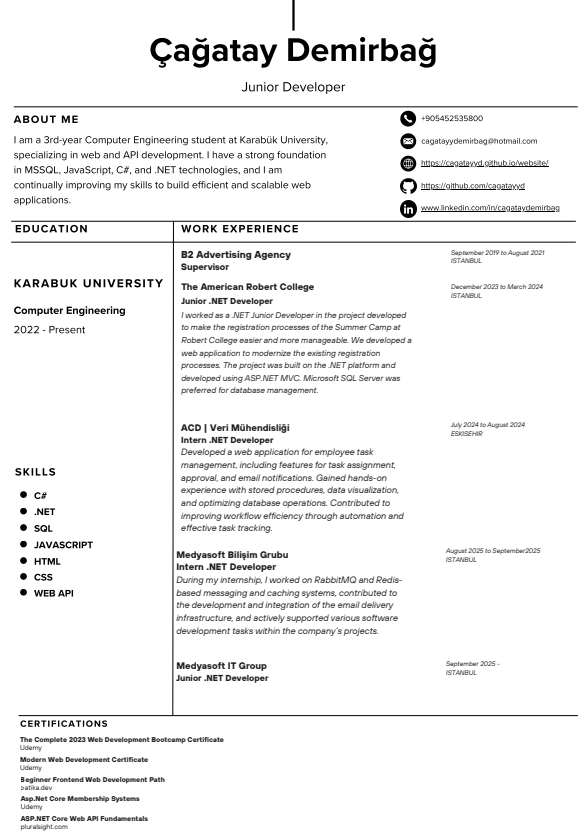 Çağatay Demirbağ
Junior Developer
ABOUT ME
I am a 3rd-year Computer Engineering student at Karabük University,
specializing in web and API development. I have a strong foundation
in MSSQL, JavaScript, C#, and .NET technologies, and I am
continually improving my skills to build efficient and scalable web
applications.
+905452535800
cagatayydemirbag@hotmail.com
https://cagatayyd.github.io/website/
https://github.com/cagatayyd
www.linkedin.com/in/cagataydemirbag
EDUCATION
KARABUK UNIVERSITY
Computer Engineering
2022 - Present
SKILLS
C#
.NET
SQL
JAVASCRIPT
HTML
CSS
WEB API
WORK EXPERIENCE
B2 Advertising Agency
Supervisor
September 2019 to August 2021
ISTANBUL
The American Robert College
Junior .NET Developer
December 2023 to March 2024
ISTANBUL
I worked as a .NET Junior Developer in the project developed
to make the registration processes of the Summer Camp at
Robert College easier and more manageable. We developed a
web application to modernize the existing registration
processes. The project was built on the .NET platform and
developed using ASP.NET MVC. Microsoft SQL Server was
preferred for database management.
ACD | Veri Mühendisliği
Intern .NET Developer
July 2024 to August 2024
ESKISEHIR
Developed a web application for employee task
management, including features for task assignment,
approval, and email notifications. Gained hands-on
experience with stored procedures, data visualization,
and optimizing database operations. Contributed to
improving workflow efficiency through automation and
effective task tracking.
Medyasoft Bilişim Grubu
Intern .NET Developer
August 2025 to September2025
ISTANBUL
During my internship, I worked on RabbitMQ and Redis-
based messaging and caching systems, contributed to
the development and integration of the email delivery
infrastructure, and actively supported various software
development tasks within the company's projects.
Medyasoft IT Group
Junior .NET Developer
September 2025 -
ISTANBUL
CERTIFICATIONS
The Complete 2023 Web Development Bootcamp Certificate
Udemy
Modern Web Development Certificate
Udemy
Beginner Frontend Web Development Path
patika.dev
Asp.Net Core Membership Systems
Udemy
ASP.NET Core Web API Fundamentals
pluralsight.com